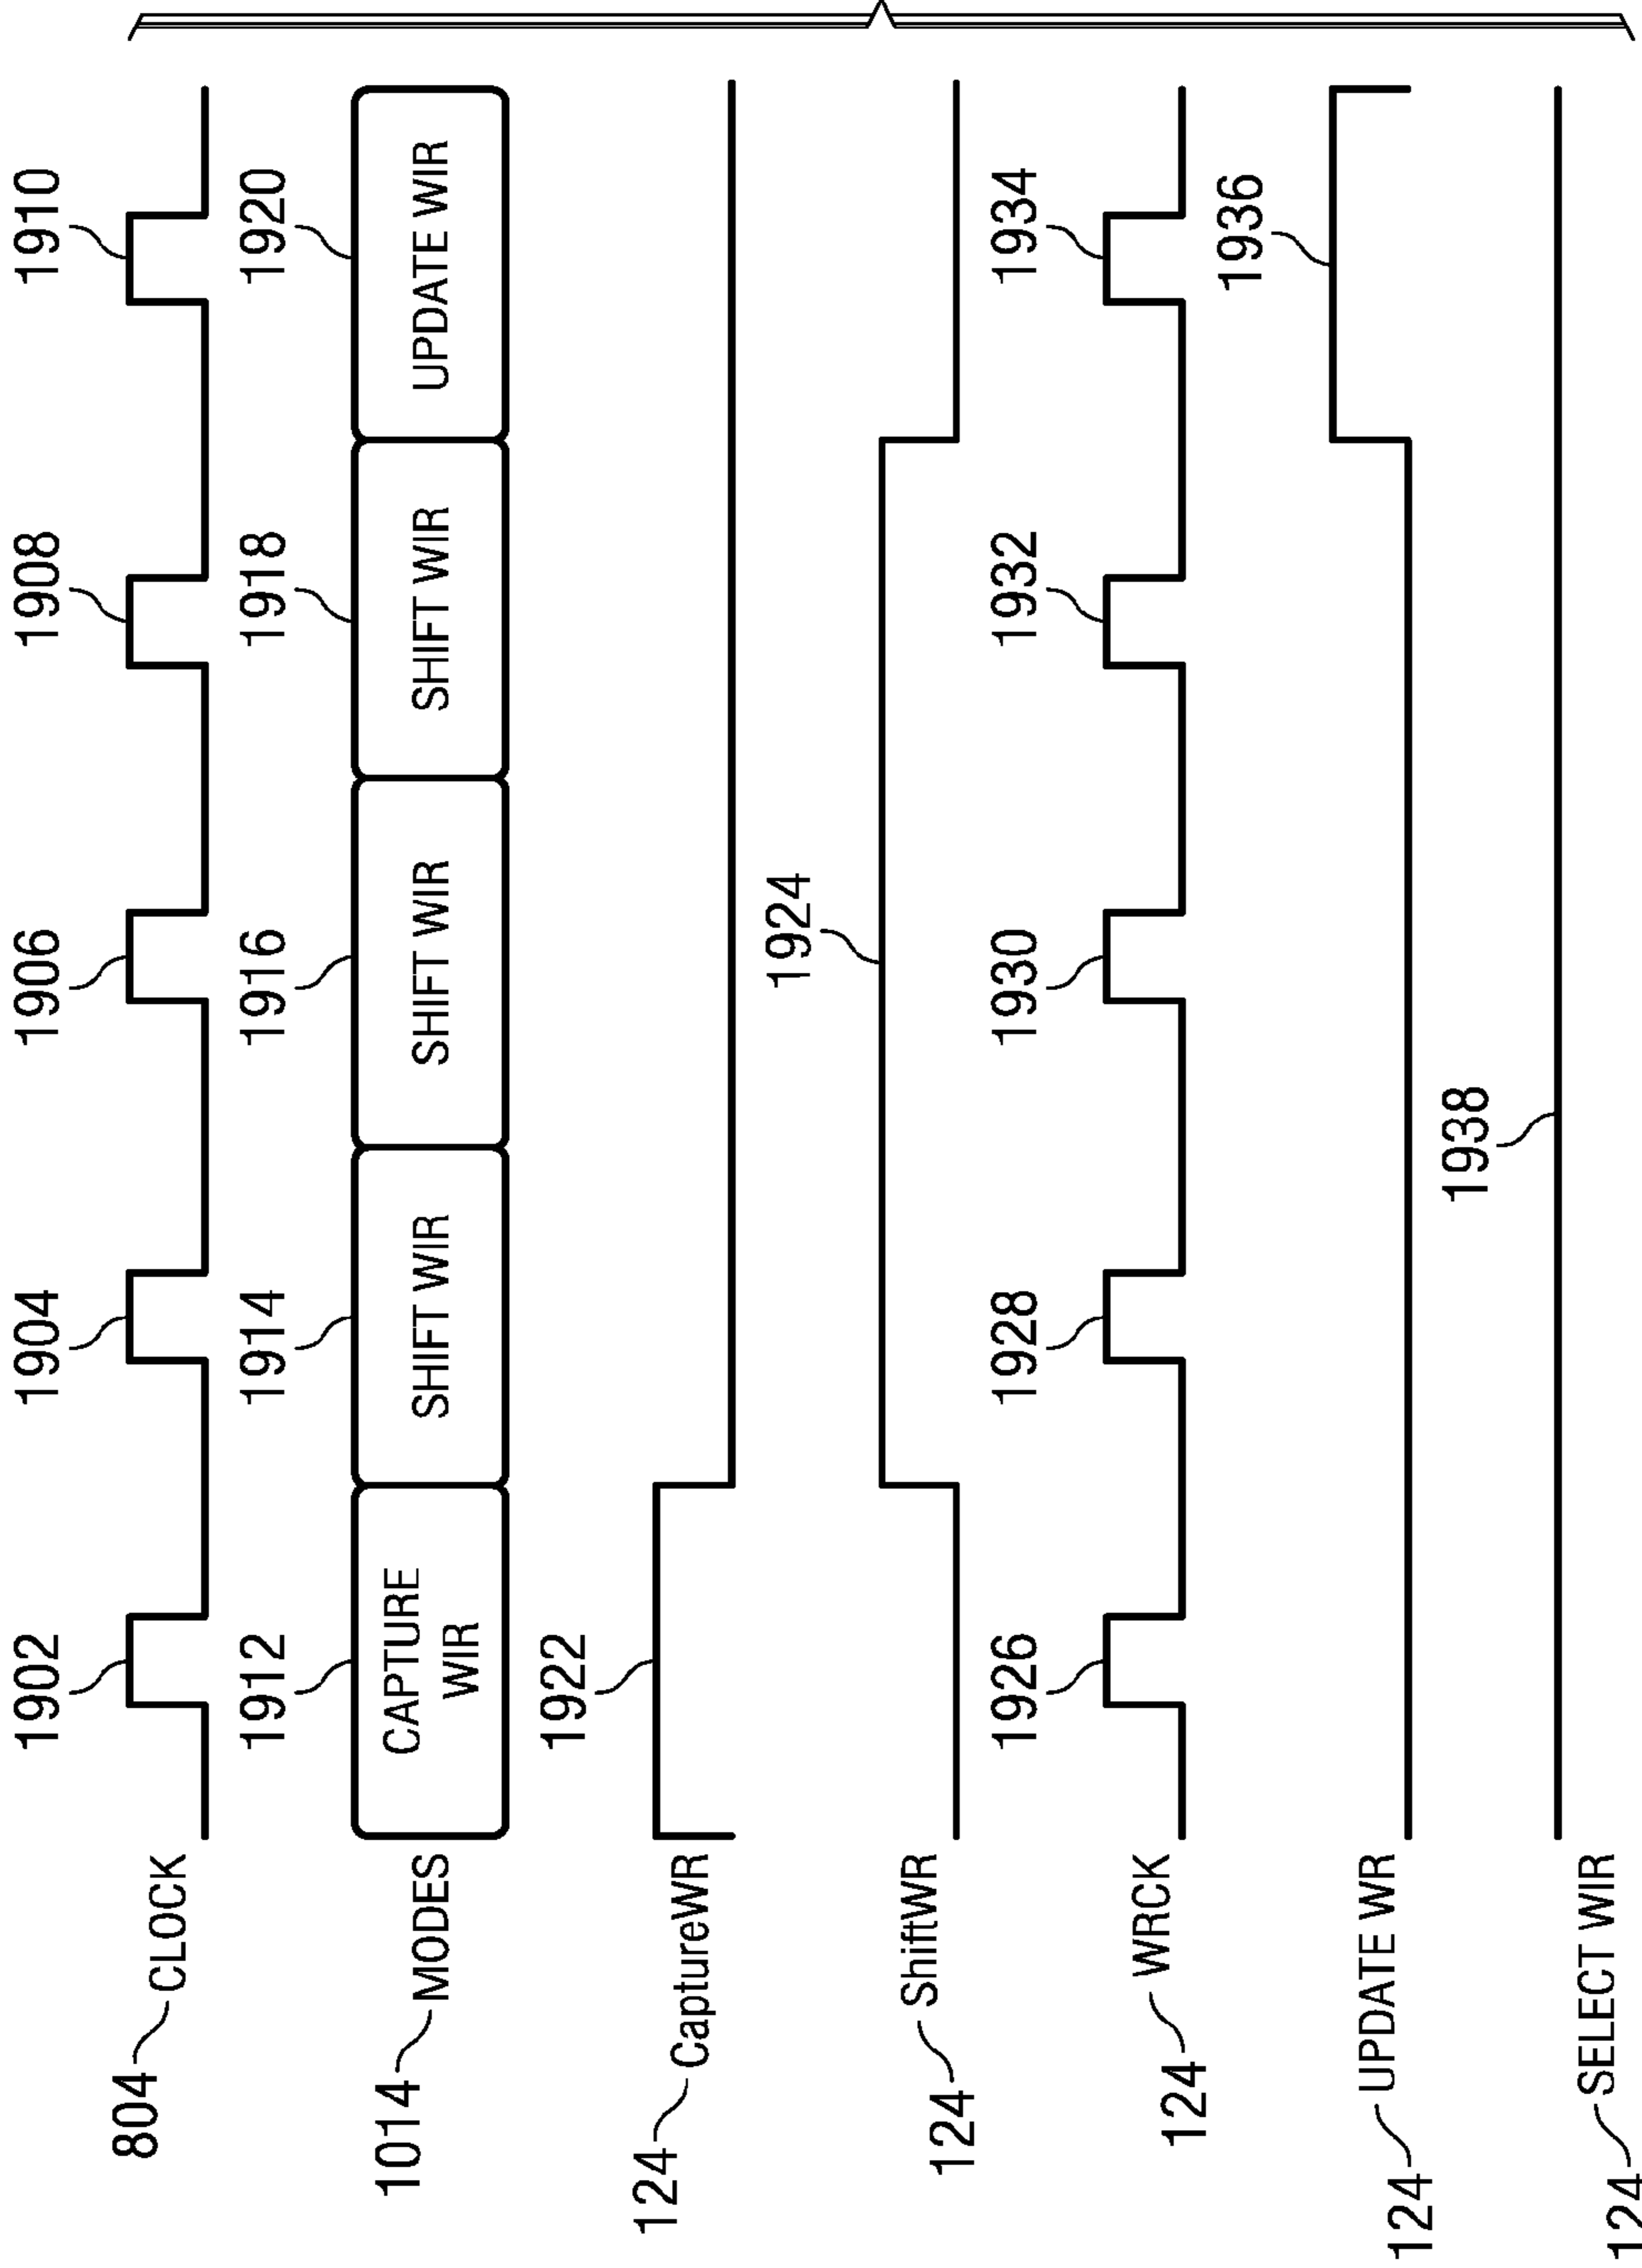 1902 1904 1906 1908 1910
804 CLOCK
1912 1914 1916 1918 1920
1014 MODES
CAPTURE
WIR
SHIFT WIR
SHIFT WIR
SHIFT WIR
UPDATE WIR
1922
124 CaptureWR
1924
124 ShiftWR
1926 1928 1930 1932 1934
124 WRCK
1936
124 UPDATE WR
1938
124 SELECT WIR